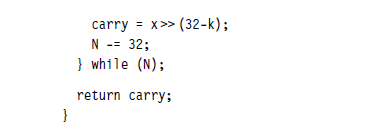 carry = x>>(32-k);
N -= 32;
} while (N);
return carry;
}